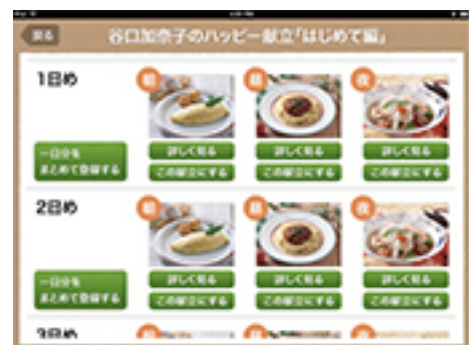 戻る
谷口加奈子のハッピー献立「はじめて編」
1日め
朝
昼
夜
一日分を
まとめて登録する
詳しく見る
詳しく見る
詳しく見る
この献立にする
この献立にする
この献立にする
2日め
朝
昼
夜
一日分を
まとめて登録する
詳しく見る
詳しく見る
詳しく見る
この献立にする
この献立にする
この献立にする
3日め